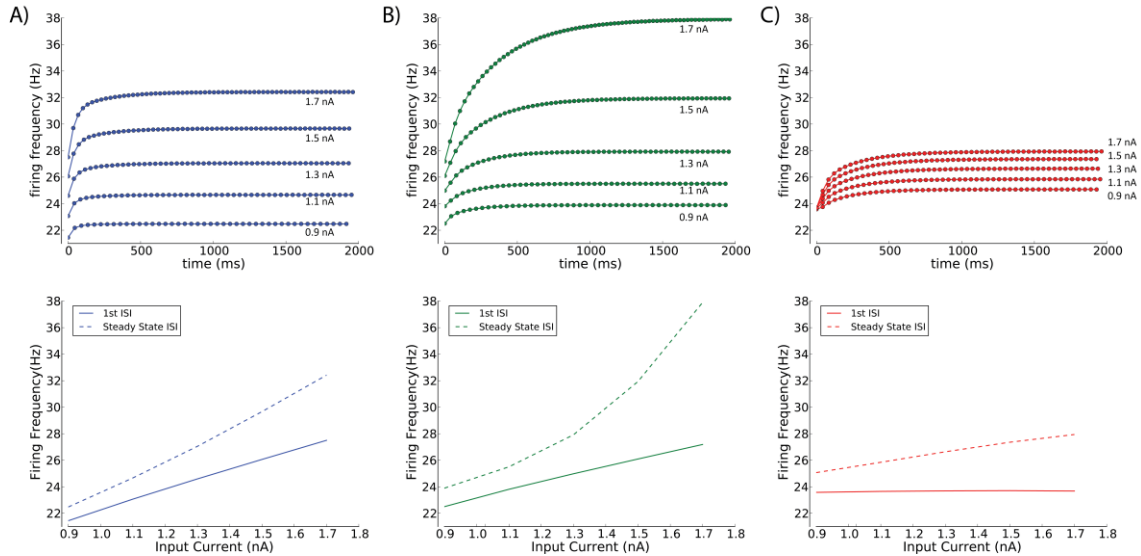 A)
38
36
34
32
30
28
26
24
22
firing frequency (Hz)
1.7 nA
1.5 nA
1.3 nA
1.1 nA
0.9 nA
0 500 1000 1500 2000
time (ms)
B)
38
36
34
32
30
28
26
24
22
firing frequency (Hz)
1.7 nA
1.5 nA
1.3 nA
1.1 nA
0.9 nA
0 500 1000 1500 2000
time (ms)
C)
38
36
34
32
30
28
26
24
22
firing frequency (Hz)
1.7 nA
1.5 nA
1.3 nA
1.1 nA
0.9 nA
0 500 1000 1500 2000
time (ms)
38
36
34
32
30
28
26
24
22
Firing Frequency(Hz)
1st ISI
Steady State ISI
0.9 1.0 1.1 1.2 1.3 1.4 1.5 1.6 1.7 1.8
Input Current (nA)
38
36
34
32
30
28
26
24
22
Firing Frequency(Hz)
1st ISI
Steady State ISI
0.9 1.0 1.1 1.2 1.3 1.4 1.5 1.6 1.7 1.8
Input Current (nA)
38
36
34
32
30
28
26
24
22
Firing Frequency(Hz)
1st ISI
Steady State ISI
0.9 1.0 1.1 1.2 1.3 1.4 1.5 1.6 1.7 1.8
Input Current (nA)